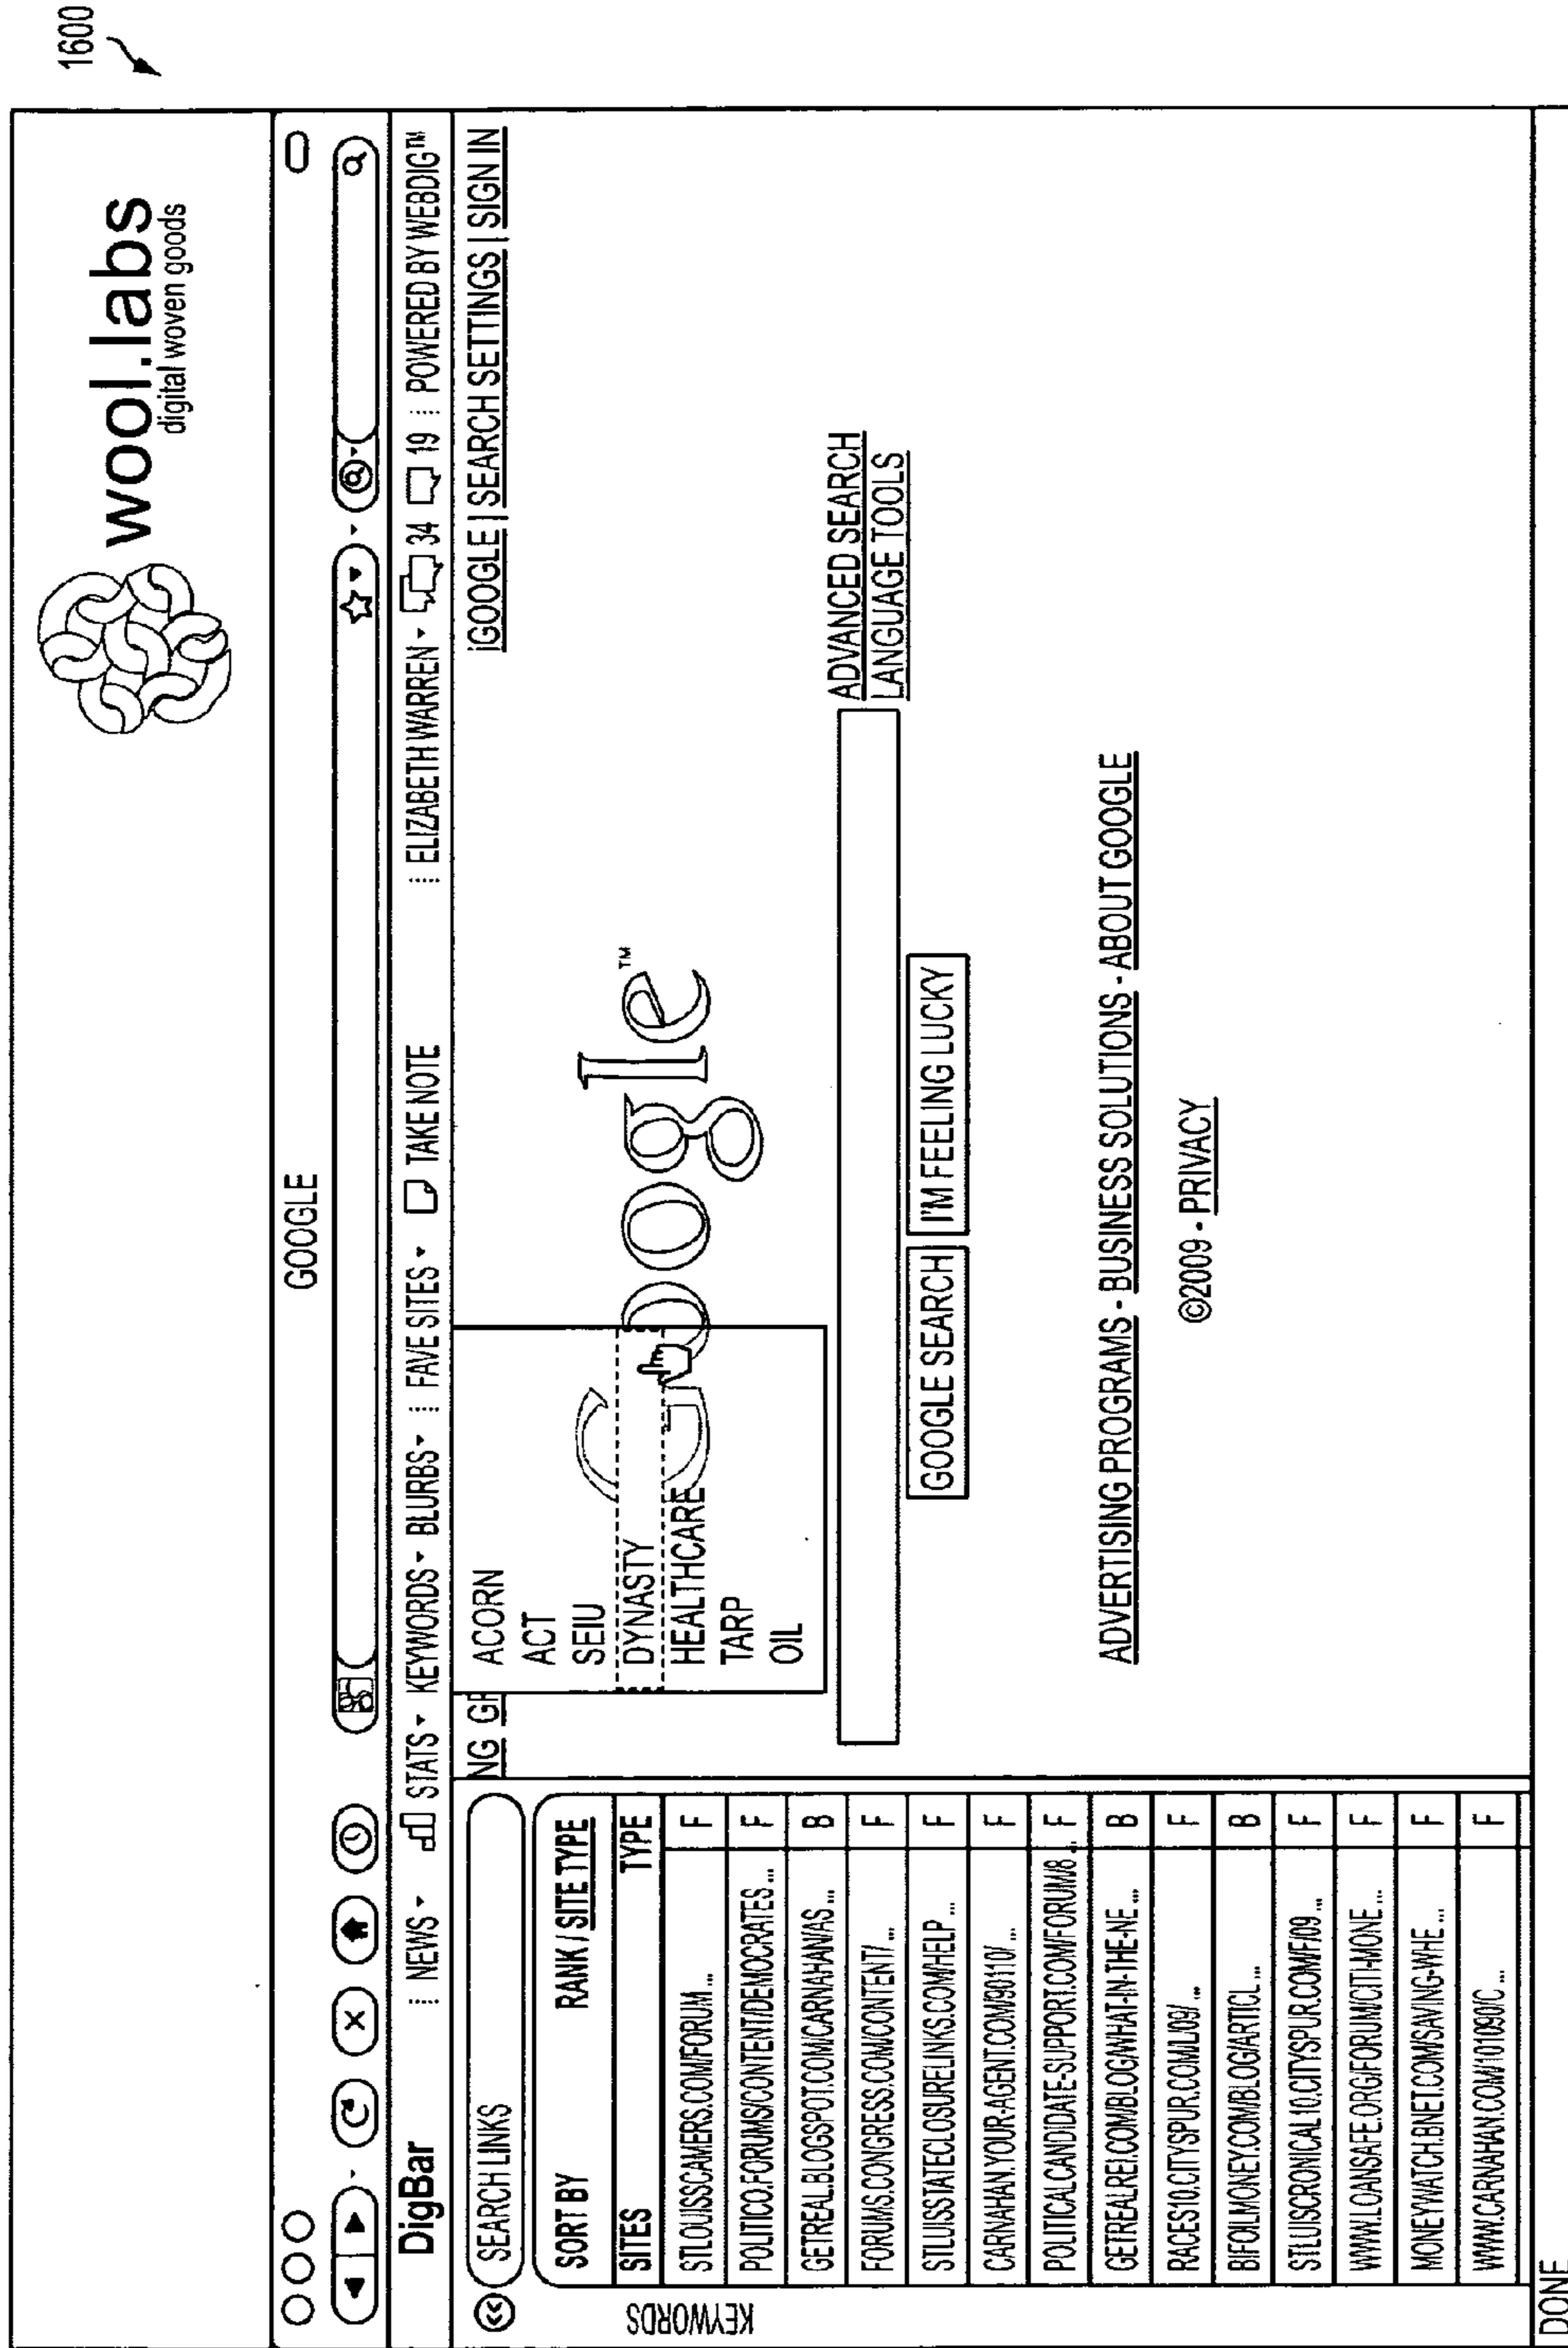 1600
wool.labs
digital woven goods
GOOGLE
DigBar ⁝ NEWS STATS KEYWORDS BLURBS ⁝ FAVE SITES TAKE NOTE ⁝ ELIZABETH WARREN 34 19 ⁝ POWERED BY WEBDIG™
SEARCH LINKS
SORT BY RANK / SITE TYPE
SITES TYPE
STLOUISSCAMERS.COM/FORUM... F
POLITICO.FORUMS/CONTENT/DEMOCRATES... F
GETREAL.BLOGSPOT.COM/CARNAHAN/AS... B
FORUMS.CONGRESS.COM/CONTENT/ ... F
STLUISSTATECLOSURELINKS.COM/HELP ... F
CARNAHAN.YOUR-AGENT.COM/90110/ ... F
POLITICALCANDIDATE-SUPPORT.COM/FORUM/8 ... F
GETREALREI.COM/BLOG/WHAT-IN-THE-NE... B
RACES10.CITYSPUR.COM/L/09/ ... F
BIFOILMONEY.COM/BLOG/ARTICL ... B
STLUISCRONICAL10.CITYSPUR.COM/F/09 ... F
WWW.LOANSAFE.ORG/FORUM/CITI-MONE... F
MONEYWATCH.BNET.COM/SAVING-WHE ... F
WWW.CARNAHAN.COM/101090/C ... F
KEYWORDS
NG GR
ACORN
ACT
SEIU
DYNASTY
HEALTHCARE
TARP
OIL
iGOOGLE | SEARCH SETTINGS | SIGN IN
Google™
ADVANCED SEARCH
LANGUAGE TOOLS
GOOGLE SEARCH I'M FEELING LUCKY
ADVERTISING PROGRAMS - BUSINESS SOLUTIONS - ABOUT GOOGLE
©2009 - PRIVACY
DONE